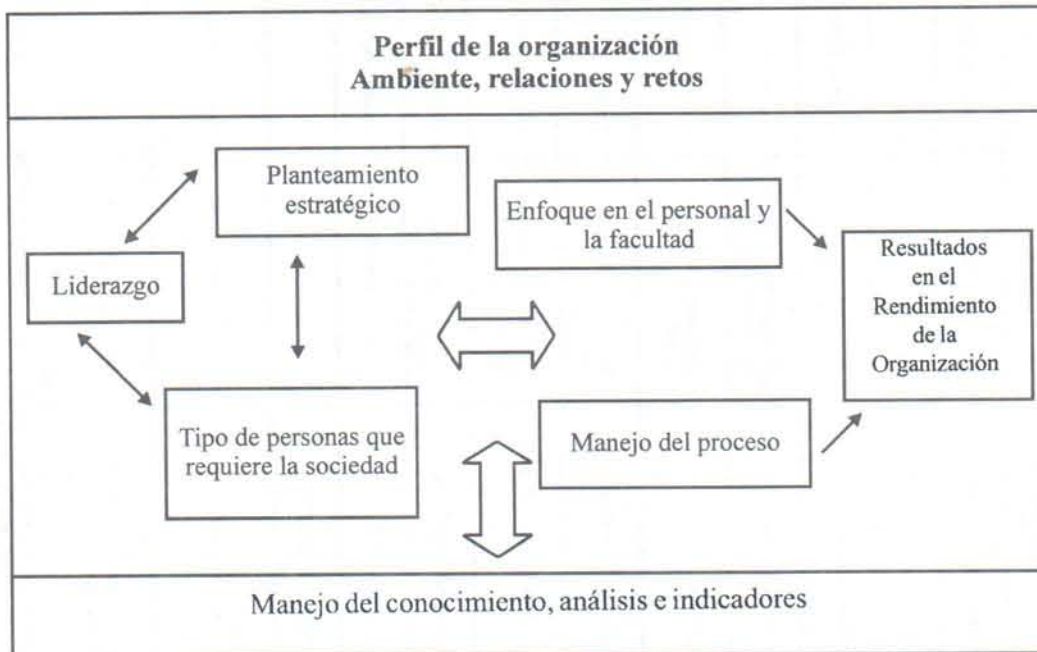 Perfil de la organización
Ambiente, relaciones y retos
Planteamiento
estratégico
Enfoque en el personal y
la facultad
Liderazgo
Resultados
en el
Rendimiento
de la
Organización
Tipo de personas que
requiere la sociedad
Manejo del proceso
Manejo del conocimiento, análisis e indicadores